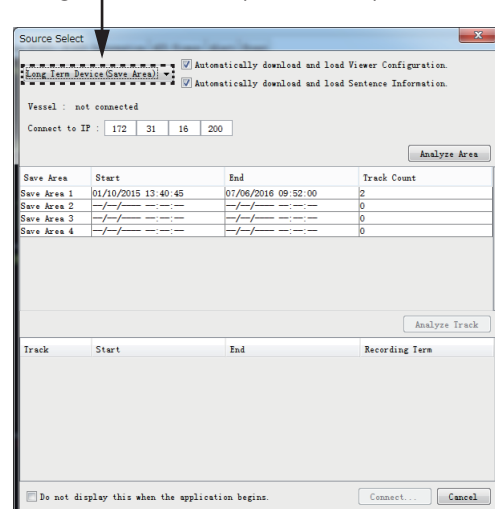 Source Select
Long Term Device(Save Area)
Automatically download and load Viewer Configuration.
Automatically download and load Sentence Information.
Vessel : not connected
Connect to IP : 172 31 16 200
Analyze Area
Save Area Start End Track Count
Save Area 1 01/10/2015 13:40:45 07/06/2016 09:52:00 2
Save Area 2 --/--/---- --:--:-- --/--/---- --:--:-- 0
Save Area 3 --/--/---- --:--:-- --/--/---- --:--:-- 0
Save Area 4 --/--/---- --:--:-- --/--/---- --:--:-- 0
Analyze Track
Track Start End Recording Term
Do not display this when the application begins.
Connect... Cancel